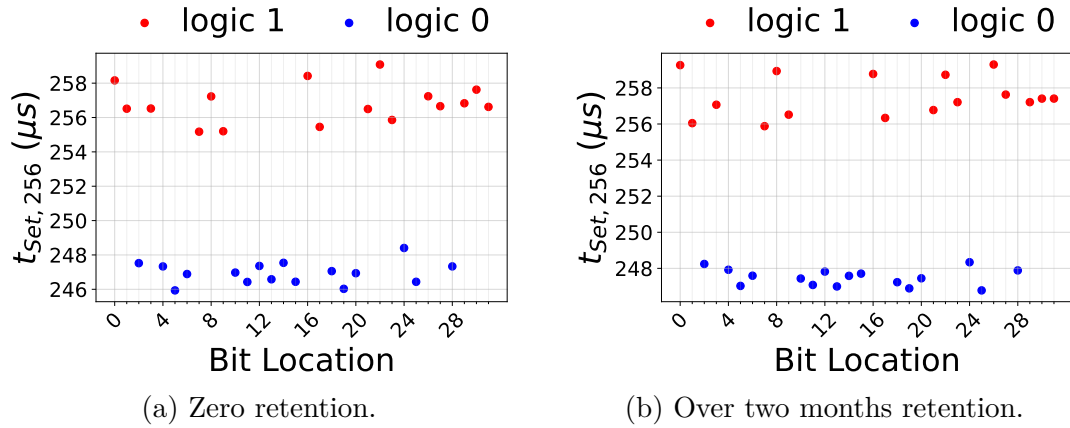 logic 1 logic 0
t_{Set, 256} (μs)
258
256
254
252
250
248
246
0 4 8 12 16 20 24 28
Bit Location
(a) Zero retention.
logic 1 logic 0
t_{Set, 256} (μs)
258
256
254
252
250
248
0 4 8 12 16 20 24 28
Bit Location
(b) Over two months retention.